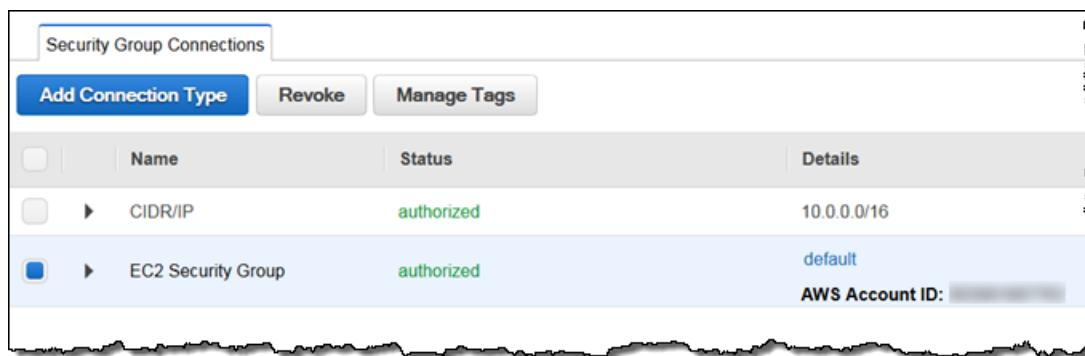 Security Group Connections
Add Connection Type Revoke Manage Tags
Name Status Details
CIDR/IP authorized 10.0.0.0/16
EC2 Security Group authorized default
AWS Account ID: